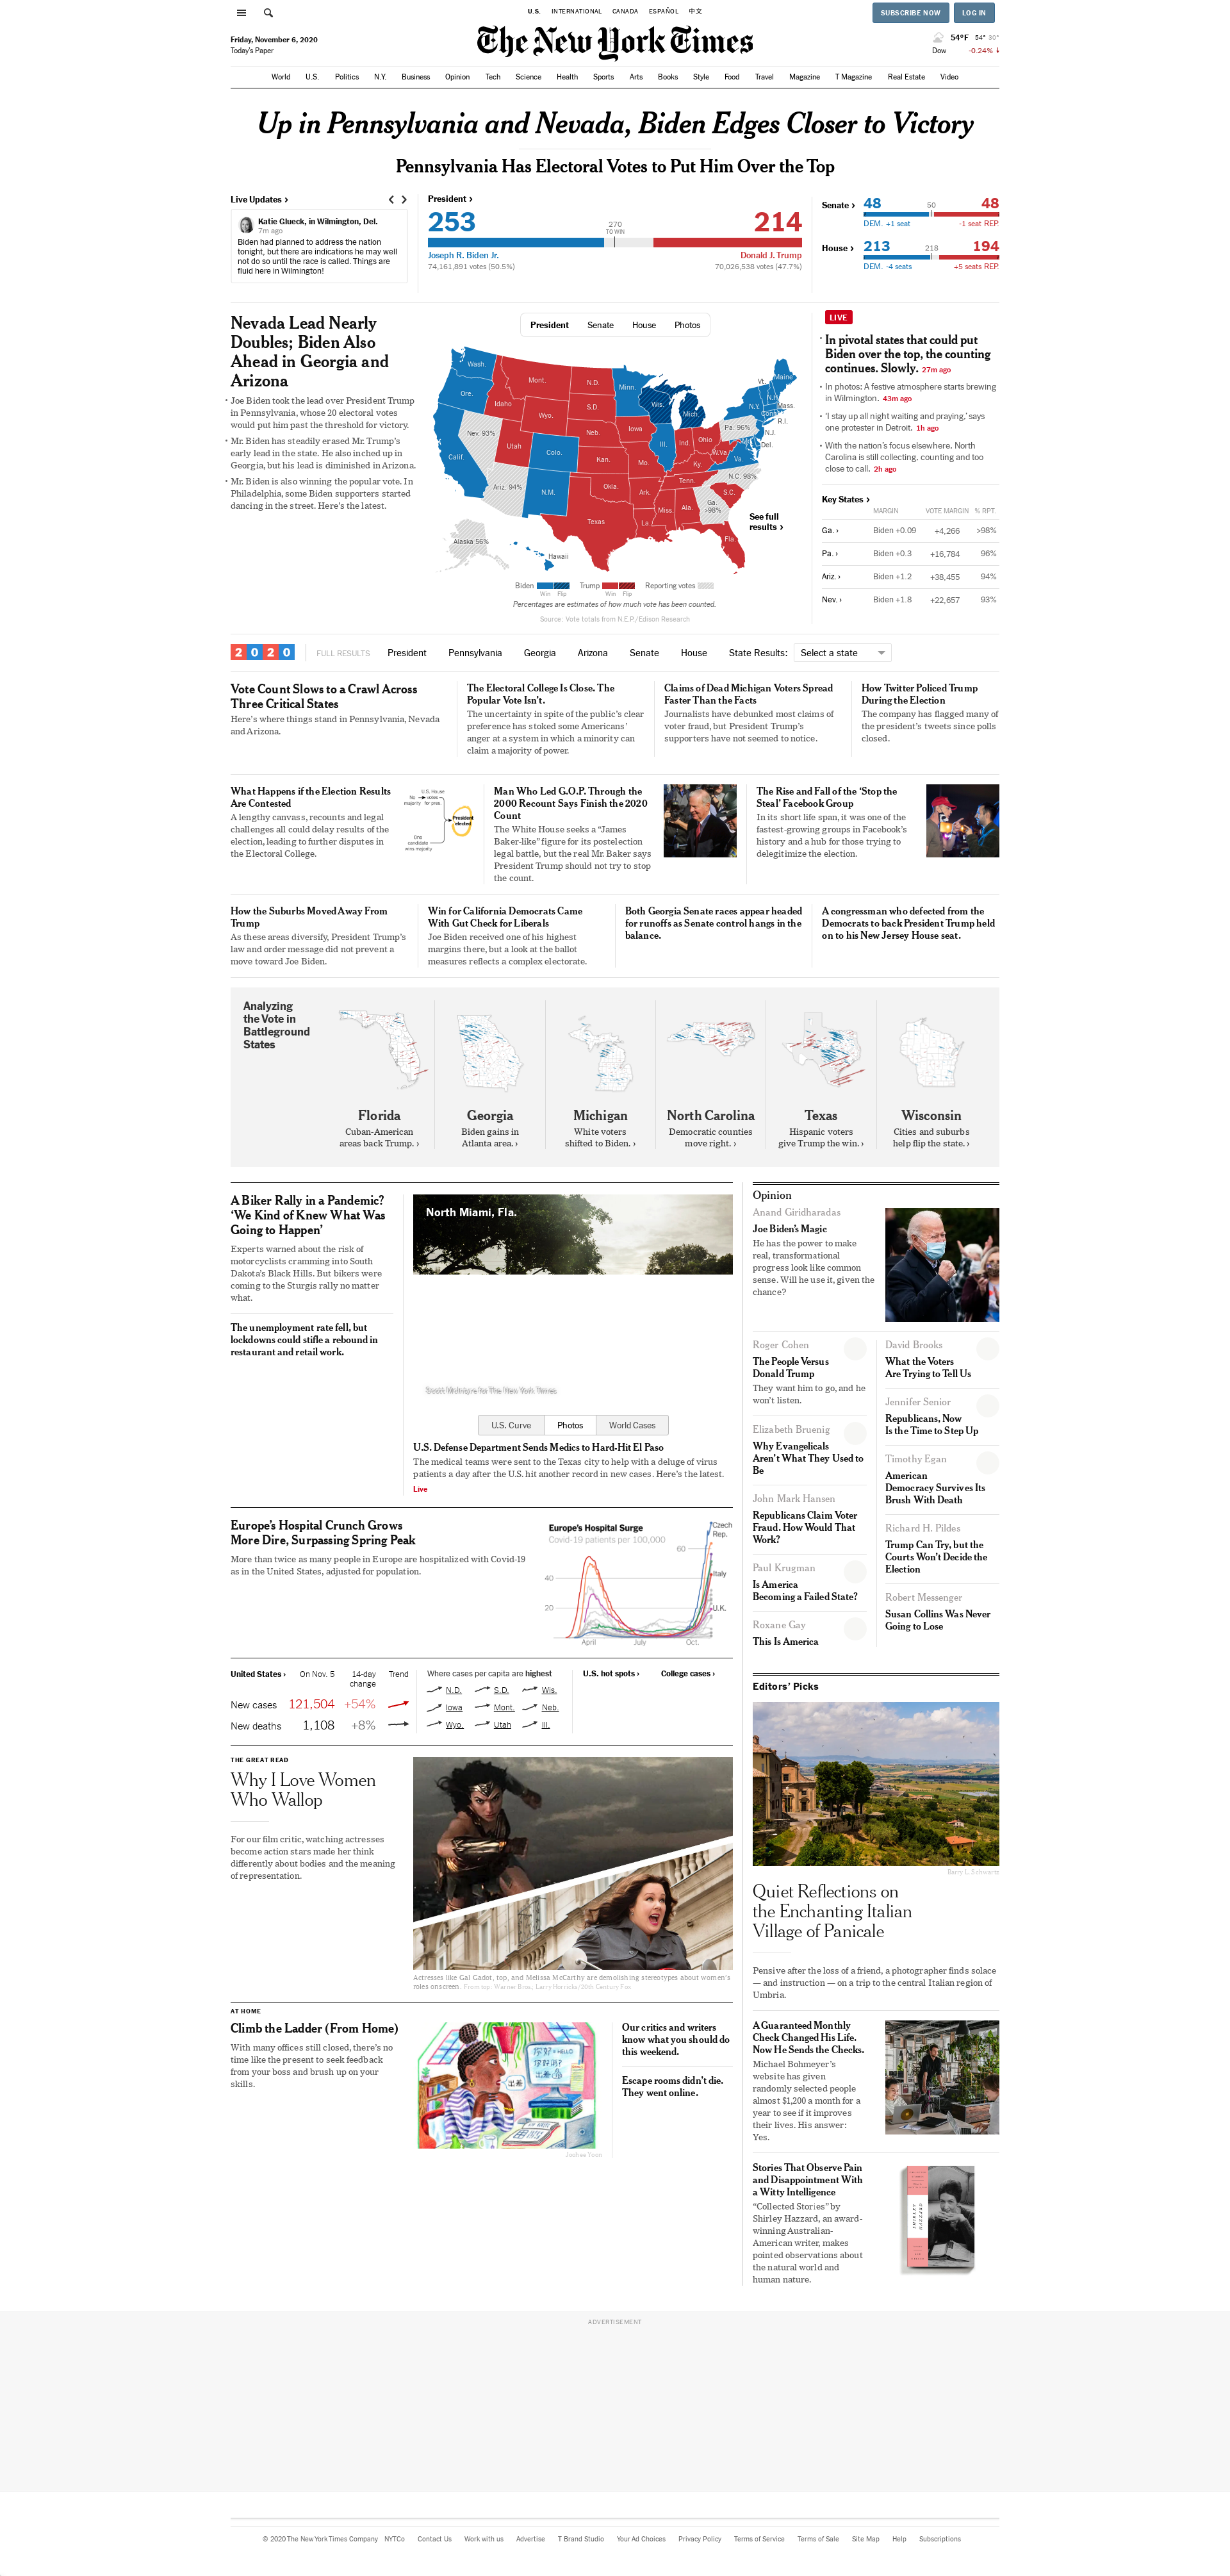 U.S. INTERNATIONAL CANADA ESPAÑOL 中文
SUBSCRIBE NOW LOG IN
Friday, November 6, 2020
Today's Paper
The New York Times
54°F 54° 30°
Dow -0.24% ↓
World U.S. Politics N.Y. Business Opinion Tech Science Health Sports Arts Books Style Food Travel Magazine T Magazine Real Estate Video
Up in Pennsylvania and Nevada, Biden Edges Closer to Victory
Pennsylvania Has Electoral Votes to Put Him Over the Top
Live Updates ›
Katie Glueck, in Wilmington, Del.
7m ago
Biden had planned to address the nation
tonight, but there are indications he may well
not do so until the race is called. Things are
fluid here in Wilmington!
President ›
253 270 214
TO WIN
Joseph R. Biden Jr. Donald J. Trump
74,161,891 votes (50.5%) 70,026,538 votes (47.7%)
Senate › 48 50 48
DEM. +1 seat -1 seat REP.
House › 213 218 194
DEM. -4 seats +5 seats REP.
Nevada Lead Nearly
Doubles; Biden Also
Ahead in Georgia and
Arizona
• Joe Biden took the lead over President Trump
in Pennsylvania, whose 20 electoral votes
would put him past the threshold for victory.
• Mr. Biden has steadily erased Mr. Trump's
early lead in the state. He also inched up in
Georgia, but his lead is diminished in Arizona.
• Mr. Biden is also winning the popular vote. In
Philadelphia, some Biden supporters started
dancing in the street. Here's the latest.
President Senate House Photos
Wash.
Ore.
Calif.
Nev. 93%
Idaho
Mont.
Wyo.
Utah
Colo.
Ariz. 94%
N.M.
N.D.
S.D.
Neb.
Kan.
Okla.
Texas
Minn.
Iowa
Mo.
Ark.
La.
Wis.
Ill.
Mich.
Ind.
Ohio
Ky.
Tenn.
Miss.
Ala.
Ga.
>98%
Fla.
S.C.
N.C. 98%
Va.
W.Va.
Pa. 96%
N.Y.
Vt.
N.H.
Maine
Mass.
Conn.
R.I.
N.J.
Del.
Alaska 56%
Hawaii
See full
results ›
Biden Trump Reporting votes
Win Flip Win Flip
Percentages are estimates of how much vote has been counted.
Source: Vote totals from N.E.P./Edison Research
LIVE
• In pivotal states that could put
Biden over the top, the counting
continues. Slowly. 27m ago
• In photos: A festive atmosphere starts brewing
in Wilmington. 43m ago
• 'I stay up all night waiting and praying,' says
one protester in Detroit. 1h ago
• With the nation's focus elsewhere, North
Carolina is still collecting, counting and too
close to call. 2h ago
Key States ›
MARGIN VOTE MARGIN % RPT.
Ga. › Biden +0.09 +4,266 >98%
Pa. › Biden +0.3 +16,784 96%
Ariz. › Biden +1.2 +38,455 94%
Nev. › Biden +1.8 +22,657 93%
2020 FULL RESULTS President Pennsylvania Georgia Arizona Senate House State Results: Select a state
Vote Count Slows to a Crawl Across
Three Critical States
Here's where things stand in Pennsylvania, Nevada
and Arizona.
The Electoral College Is Close. The
Popular Vote Isn't.
The uncertainty in spite of the public's clear
preference has stoked some Americans'
anger at a system in which a minority can
claim a majority of power.
Claims of Dead Michigan Voters Spread
Faster Than the Facts
Journalists have debunked most claims of
voter fraud, but President Trump's
supporters have not seemed to notice.
How Twitter Policed Trump
During the Election
The company has flagged many of
the president's tweets since polls
closed.
What Happens if the Election Results
Are Contested
A lengthy canvass, recounts and legal
challenges all could delay results of the
election, leading to further disputes in
the Electoral College.
U.S. House
No majority votes for pres.
President
elected
One
candidate
wins majority
Man Who Led G.O.P. Through the
2000 Recount Says Finish the 2020
Count
The White House seeks a "James
Baker-like" figure for its postelection
legal battle, but the real Mr. Baker says
President Trump should not try to stop
the count.
The Rise and Fall of the 'Stop the
Steal' Facebook Group
In its short life span, it was one of the
fastest-growing groups in Facebook's
history and a hub for those trying to
delegitimize the election.
How the Suburbs Moved Away From
Trump
As these areas diversify, President Trump's
law and order message did not prevent a
move toward Joe Biden.
Win for California Democrats Came
With Gut Check for Liberals
Joe Biden received one of his highest
margins there, but a look at the ballot
measures reflects a complex electorate.
Both Georgia Senate races appear headed
for runoffs as Senate control hangs in the
balance.
A congressman who defected from the
Democrats to back President Trump held
on to his New Jersey House seat.
Analyzing
the Vote in
Battleground
States
Florida
Cuban-American
areas back Trump. ›
Georgia
Biden gains in
Atlanta area. ›
Michigan
White voters
shifted to Biden. ›
North Carolina
Democratic counties
move right. ›
Texas
Hispanic voters
give Trump the win. ›
Wisconsin
Cities and suburbs
help flip the state. ›
A Biker Rally in a Pandemic?
'We Kind of Knew What Was
Going to Happen'
Experts warned about the risk of
motorcyclists cramming into South
Dakota's Black Hills. But bikers were
coming to the Sturgis rally no matter
what.
The unemployment rate fell, but
lockdowns could stifle a rebound in
restaurant and retail work.
North Miami, Fla.
Scott McIntyre for The New York Times
U.S. Curve Photos World Cases
U.S. Defense Department Sends Medics to Hard-Hit El Paso
The medical teams were sent to the Texas city to help with a deluge of virus
patients a day after the U.S. hit another record in new cases. Here's the latest.
Live
Europe's Hospital Crunch Grows
More Dire, Surpassing Spring Peak
More than twice as many people in Europe are hospitalized with Covid-19
as in the United States, adjusted for population.
Europe's Hospital Surge
Covid-19 patients per 100,000
60
40
20
Czech
Rep.
Italy
U.K.
April July Oct.
United States › On Nov. 5 14-day change Trend
New cases 121,504 +54%
New deaths 1,108 +8%
Where cases per capita are highest
N.D. S.D. Wis.
Iowa Mont. Neb.
Wyo. Utah Ill.
U.S. hot spots › College cases ›
THE GREAT READ
Why I Love Women
Who Wallop
For our film critic, watching actresses
become action stars made her think
differently about bodies and the meaning
of representation.
Actresses like Gal Gadot, top, and Melissa McCarthy are demolishing stereotypes about women's
roles onscreen. From top: Warner Bros.; Larry Horricks/20th Century Fox
AT HOME
Climb the Ladder (From Home)
With many offices still closed, there's no
time like the present to seek feedback
from your boss and brush up on your
skills.
你好 HELLO
你好吗?
出差
Our critics and writers
know what you should do
this weekend.
Escape rooms didn't die.
They went online.
Opinion
Anand Giridharadas
Joe Biden's Magic
He has the power to make
real, transformational
progress look like common
sense. Will he use it, given the
chance?
Roger Cohen
The People Versus
Donald Trump
They want him to go, and he
won't listen.
Elizabeth Bruenig
Why Evangelicals
Aren't What They Used to
Be
John Mark Hansen
Republicans Claim Voter
Fraud. How Would That
Work?
Paul Krugman
Is America
Becoming a Failed State?
Roxane Gay
This Is America
David Brooks
What the Voters
Are Trying to Tell Us
Jennifer Senior
Republicans, Now
Is the Time to Step Up
Timothy Egan
American
Democracy Survives Its
Brush With Death
Richard H. Pildes
Trump Can Try, but the
Courts Won't Decide the
Election
Robert Messenger
Susan Collins Was Never
Going to Lose
Editors' Picks
Barry L. Schwartz
Quiet Reflections on
the Enchanting Italian
Village of Panicale
Pensive after the loss of a friend, a photographer finds solace
— and instruction — on a trip to the central Italian region of
Umbria.
A Guaranteed Monthly
Check Changed His Life.
Now He Sends the Checks.
Michael Bohmeyer's
website has given
randomly selected people
almost $1,200 a month for a
year to see if it improves
their lives. His answer:
Yes.
Stories That Observe Pain
and Disappointment With
a Witty Intelligence
"Collected Stories" by
Shirley Hazzard, an award-
winning Australian-
American writer, makes
pointed observations about
the natural world and
human nature.
SHIRLEY HAZZARD
ADVERTISEMENT
© 2020 The New York Times Company NYTCo Contact Us Work with us Advertise T Brand Studio Your Ad Choices Privacy Policy Terms of Service Terms of Sale Site Map Help Subscriptions